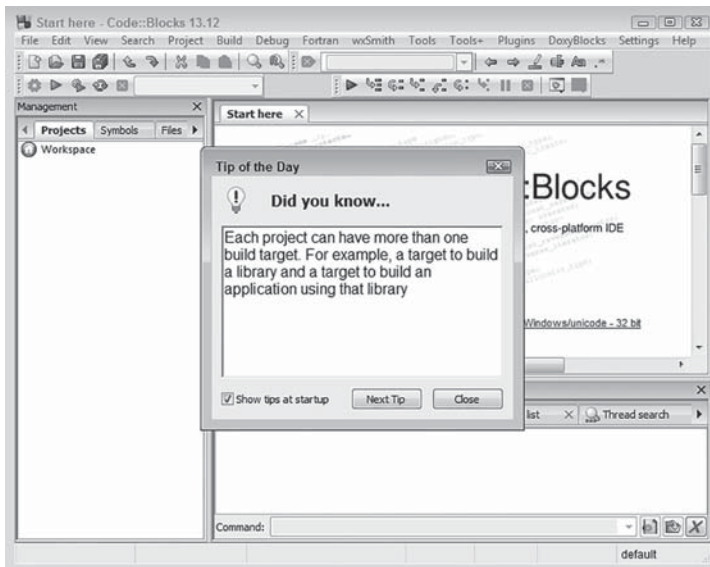 Start here - Code::Blocks 13.12
File Edit View Search Project Build Debug Fortran wxSmith Tools Tools+ Plugins DoxyBlocks Settings Help
Management
Projects Symbols Files
Workspace
Start here
::Blocks
, cross-platform IDE
Windows/unicode - 32 bit
Tip of the Day
Did you know...
Each project can have more than one
build target. For example, a target to build
a library and a target to build an
application using that library
Show tips at startup Next Tip Close
list Thread search
Command:
default